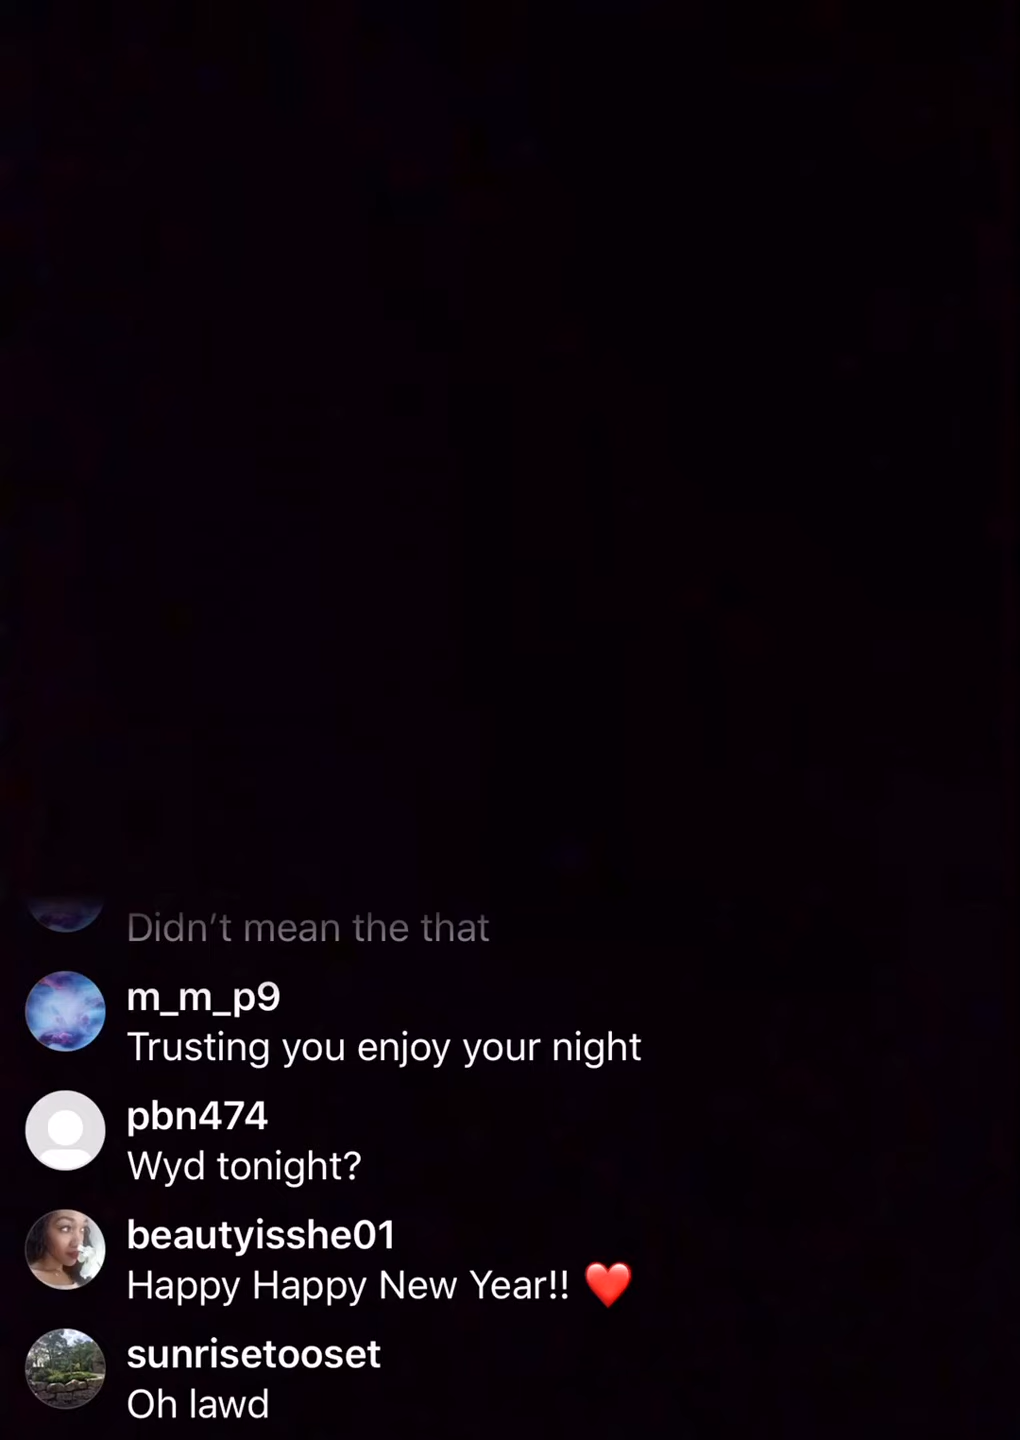 Didn’t mean the that
m_m_p9
Trusting you enjoy your night
pbn474
Wyd tonight?
beautyisshe01
Happy Happy New Year!! ❤️
sunrisetooset
Oh lawd